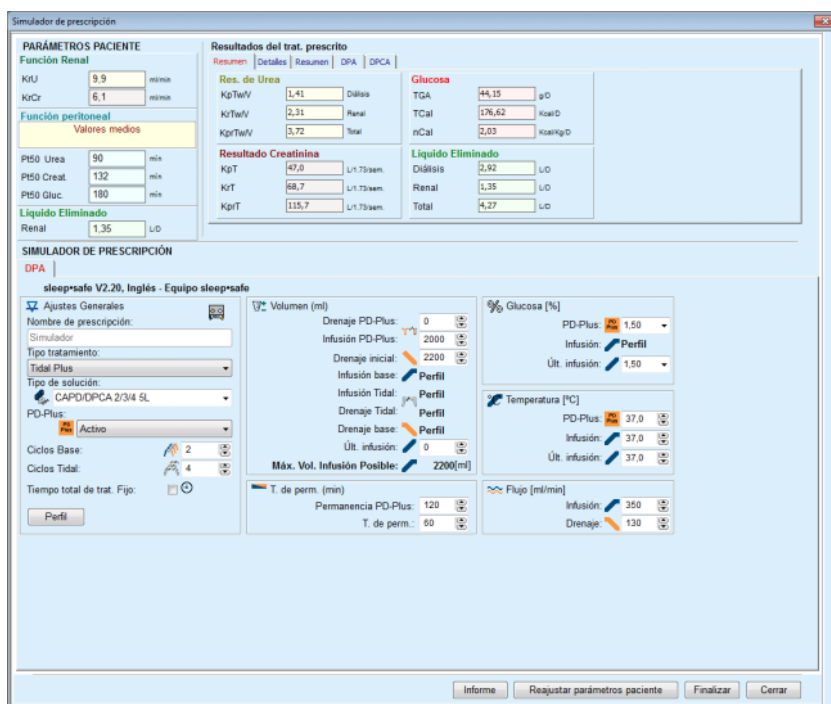 Simulador de prescripción
PARÁMETROS PACIENTE
Función Renal
KrU 9,9 ml/min
KrCr 6,1 ml/min
Función peritoneal
Valores medios
Pt50 Urea 90 min
Pt50 Creat. 132 min
Pt50 Gluc. 180 min
Líquido Eliminado
Renal 1,35 L/D
Resultados del trat. prescrito
Resumen Detalles Resumen DPA DPCA
Res. de Urea
KpTw/V 1,41 Diálisis
KrTw/V 2,31 Renal
KprTw/V 3,72 Total
Glucosa
TGA 44,15 g/D
TCal 176,62 Kcal/D
nCal 2,03 Kcal/Kg/D
Resultado Creatinina
KpT 47,0 L/1.73/sem.
KrT 68,7 L/1.73/sem.
KprT 115,7 L/1.73/sem.
Líquido Eliminado
Diálisis 2,92 L/D
Renal 1,35 L/D
Total 4,27 L/D
SIMULADOR DE PRESCRIPCIÓN
DPA
sleep•safe V2.20, Inglés - Equipo sleep•safe
Ajustes Generales
Nombre de prescripción:
Simulador
Tipo tratamiento:
Tidal Plus
Tipo de solución:
CAPD/DPCA 2/3/4 5L
PD-Plus:
PD Plus Activo
Ciclos Base: 2
Ciclos Tidal: 4
Tiempo total de trat. Fijo:
Perfil
Volumen (ml)
Drenaje PD-Plus: 0
Infusión PD-Plus: 2000
Drenaje inicial: 2200
Infusión base: Perfil
Infusión Tidal: Perfil
Drenaje Tidal: Perfil
Drenaje base: Perfil
Últ. infusión: 0
Máx. Vol. Infusión Posible: 2200[ml]
T. de perm. (min)
Permanencia PD-Plus: 120
T. de perm.: 60
Glucosa [%]
PD-Plus: PD Plus 1,50
Infusión: Perfil
Últ. infusión: 1,50
Temperatura [ºC]
PD-Plus: PD Plus 37,0
Infusión: 37,0
Últ. infusión: 37,0
Flujo [ml/min]
Infusión: 350
Drenaje: 130
Informe Reajustar parámetros paciente Finalizar Cerrar